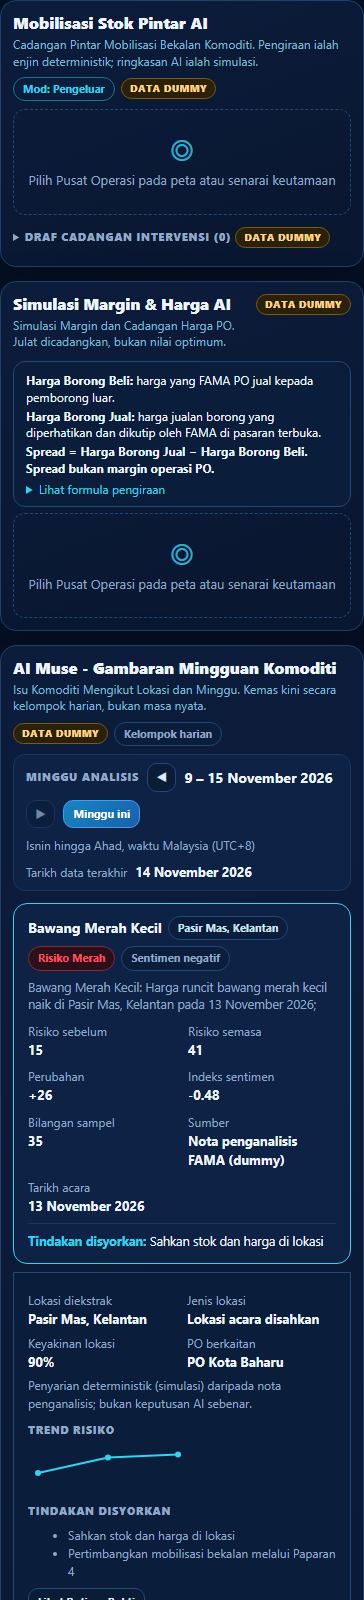 Mobilisasi Stok Pintar AI
Cadangan Pintar Mobilisasi Bekalan Komoditi. Pengiraan ialah
enjin deterministik; ringkasan AI ialah simulasi.
Mod: Pengeluar DATA DUMMY
Pilih Pusat Operasi pada peta atau senarai keutamaan
▶ DRAF CADANGAN INTERVENSI (0) DATA DUMMY
Simulasi Margin & Harga AI DATA DUMMY
Simulasi Margin dan Cadangan Harga PO.
Julat dicadangkan, bukan nilai optimum.
Harga Borong Beli: harga yang FAMA PO jual kepada
pemborong luar.
Harga Borong Jual: harga jualan borong yang
diperhatikan dan dikutip oleh FAMA di pasaran terbuka.
Spread = Harga Borong Jual − Harga Borong Beli.
Spread bukan margin operasi PO.
▶ Lihat formula pengiraan
Pilih Pusat Operasi pada peta atau senarai keutamaan
AI Muse - Gambaran Mingguan Komoditi
Isu Komoditi Mengikut Lokasi dan Minggu. Kemas kini secara
kelompok harian, bukan masa nyata.
DATA DUMMY Kelompok harian
MINGGU ANALISIS ◀ 9 – 15 November 2026
▶ Minggu ini
Isnin hingga Ahad, waktu Malaysia (UTC+8)
Tarikh data terakhir 14 November 2026
Bawang Merah Kecil Pasir Mas, Kelantan
Risiko Merah Sentimen negatif
Bawang Merah Kecil: Harga runcit bawang merah kecil
naik di Pasir Mas, Kelantan pada 13 November 2026;
Risiko sebelum Risiko semasa
15 41
Perubahan Indeks sentimen
+26 -0.48
Bilangan sampel Sumber
35 Nota penganalisis
FAMA (dummy)
Tarikh acara
13 November 2026
Tindakan disyorkan: Sahkan stok dan harga di lokasi
Lokasi diekstrak Jenis lokasi
Pasir Mas, Kelantan Lokasi acara disahkan
Keyakinan lokasi PO berkaitan
90% PO Kota Baharu
Penyarian deterministik (simulasi) daripada nota
penganalisis; bukan keputusan AI sebenar.
TREND RISIKO
TINDAKAN DISYORKAN
• Sahkan stok dan harga di lokasi
• Pertimbangkan mobilisasi bekalan melalui Paparan
4